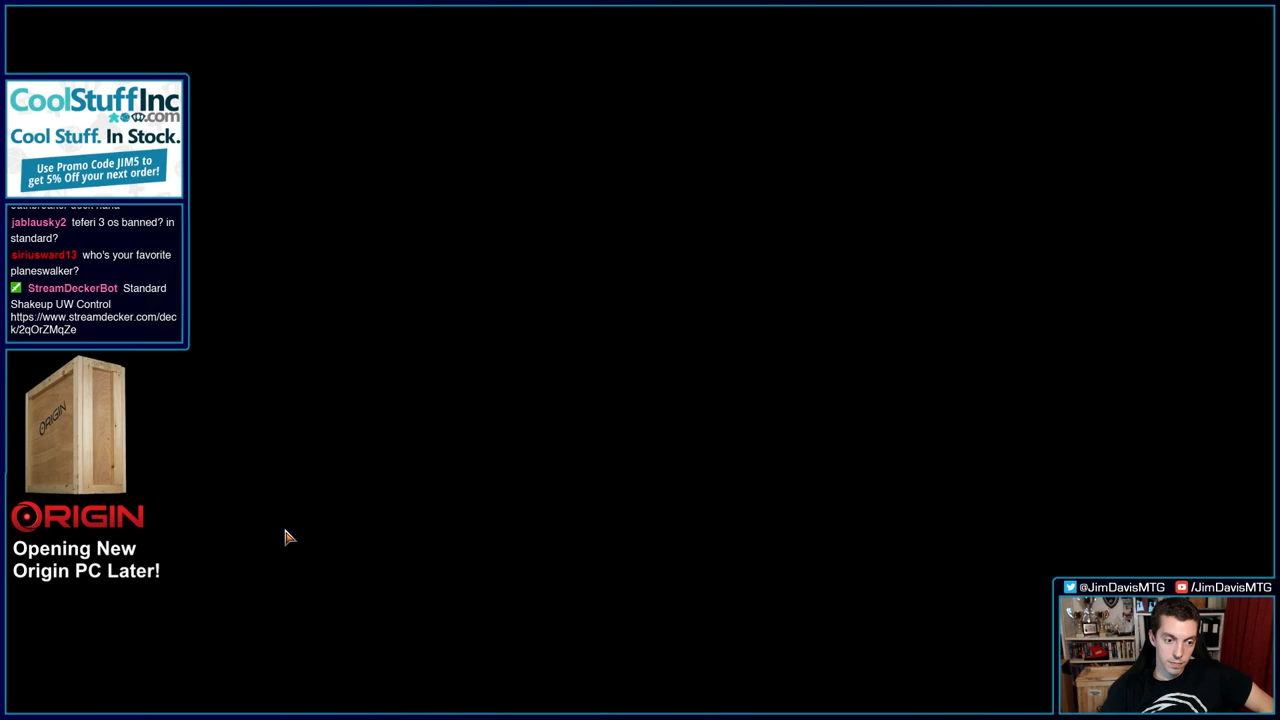 CoolStuffInc
.com
Cool Stuff. In Stock.
Use Promo Code JIM5 to
get 5% Off your next order!
jablausky2 teferi 3 os banned? in
standard?
siriusward13 who's your favorite
planeswalker?
StreamDeckerBot Standard
Shakeup UW Control
https://www.streamdecker.com/dec
k/2qOrZMqZe
ORIGIN
ORIGIN
Opening New
Origin PC Later!
@JimDavisMTG /JimDavisMTG